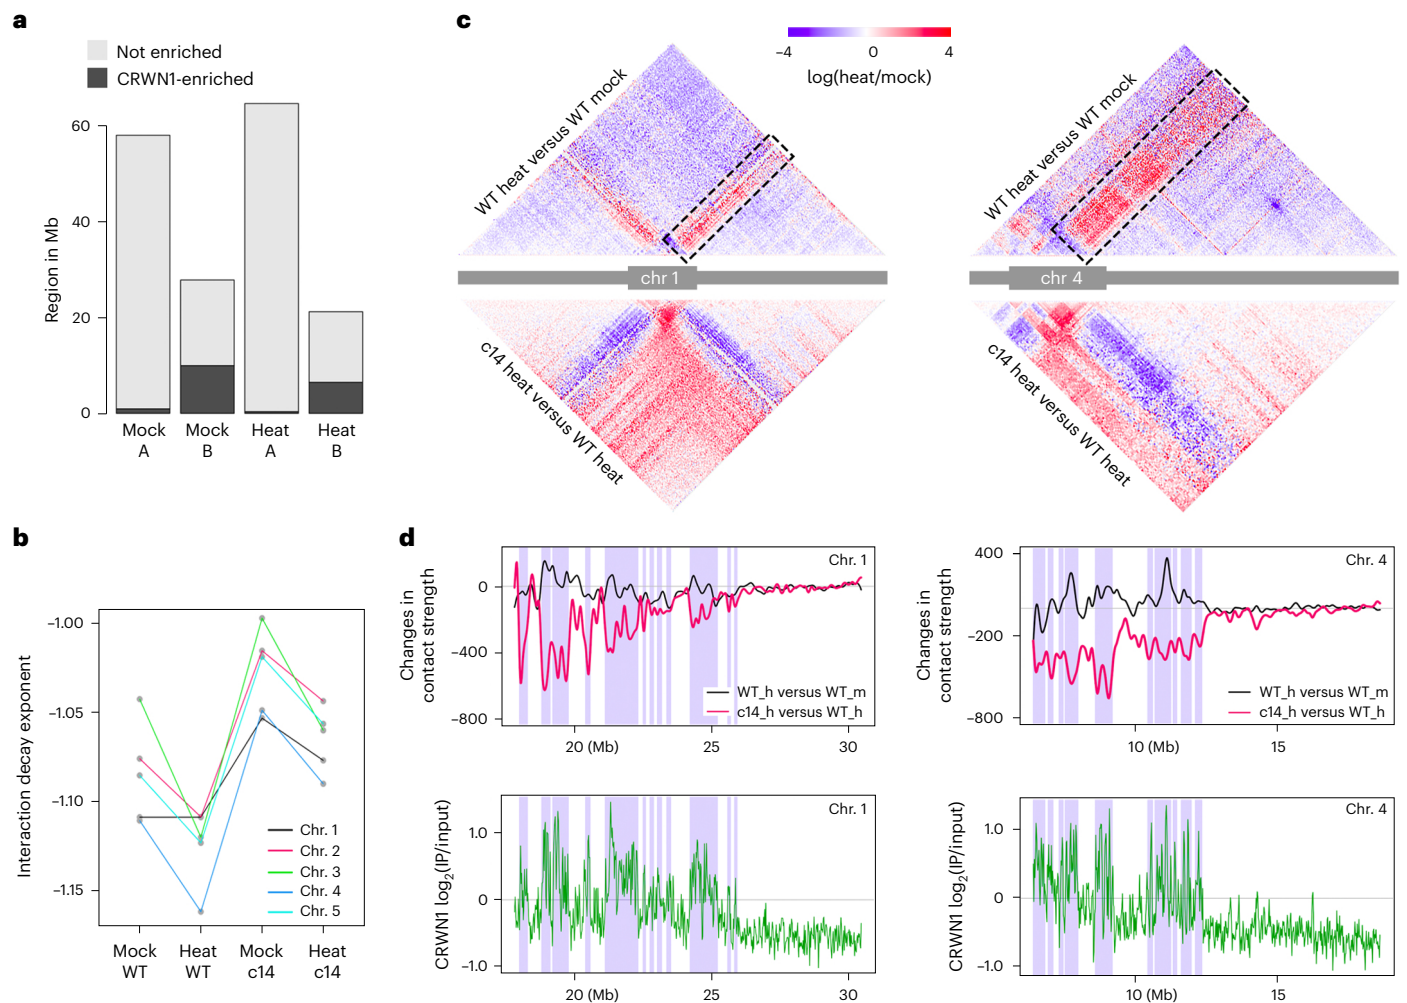 a
Not enriched
CRWN1-enriched
Region in Mb
60
40
20
0
Mock A
Mock B
Heat A
Heat B
b
Interaction decay exponent
−1.00
−1.05
−1.10
−1.15
Chr. 1
Chr. 2
Chr. 3
Chr. 4
Chr. 5
Mock WT
Heat WT
Mock c14
Heat c14
c
−4
0
4
log(heat/mock)
WT heat versus WT mock
chr 1
c14 heat versus WT heat
WT heat versus WT mock
chr 4
c14 heat versus WT heat
d
Changes in
contact strength
0
−400
−800
Chr. 1
WT_h versus WT_m
c14_h versus WT_h
20 (Mb)
25
30
Changes in
contact strength
400
−200
−800
Chr. 4
WT_h versus WT_m
c14_h versus WT_h
10 (Mb)
15
CRWN1 log2(IP/input)
1.0
0
−1.0
Chr. 1
20 (Mb)
25
30
CRWN1 log2(IP/input)
1.0
0
−1.0
Chr. 4
10 (Mb)
15